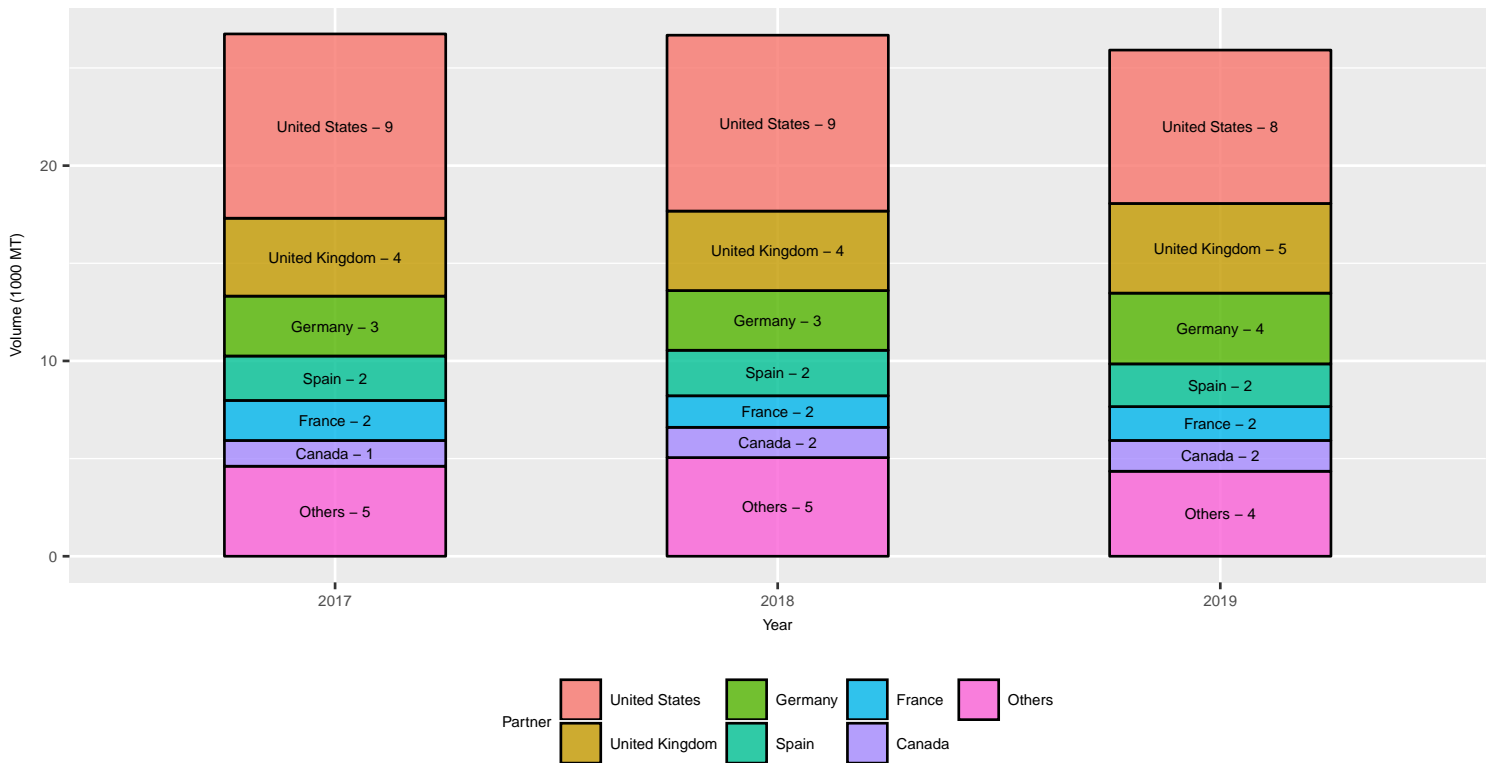 20
10
0
Volume (1000 MT)
United States – 9
United Kingdom – 4
Germany – 3
Spain – 2
France – 2
Canada – 1
Others – 5
United States – 9
United Kingdom – 4
Germany – 3
Spain – 2
France – 2
Canada – 2
Others – 5
United States – 8
United Kingdom – 5
Germany – 4
Spain – 2
France – 2
Canada – 2
Others – 4
2017
2018
2019
Year
Partner
United States
United Kingdom
Germany
Spain
France
Canada
Others